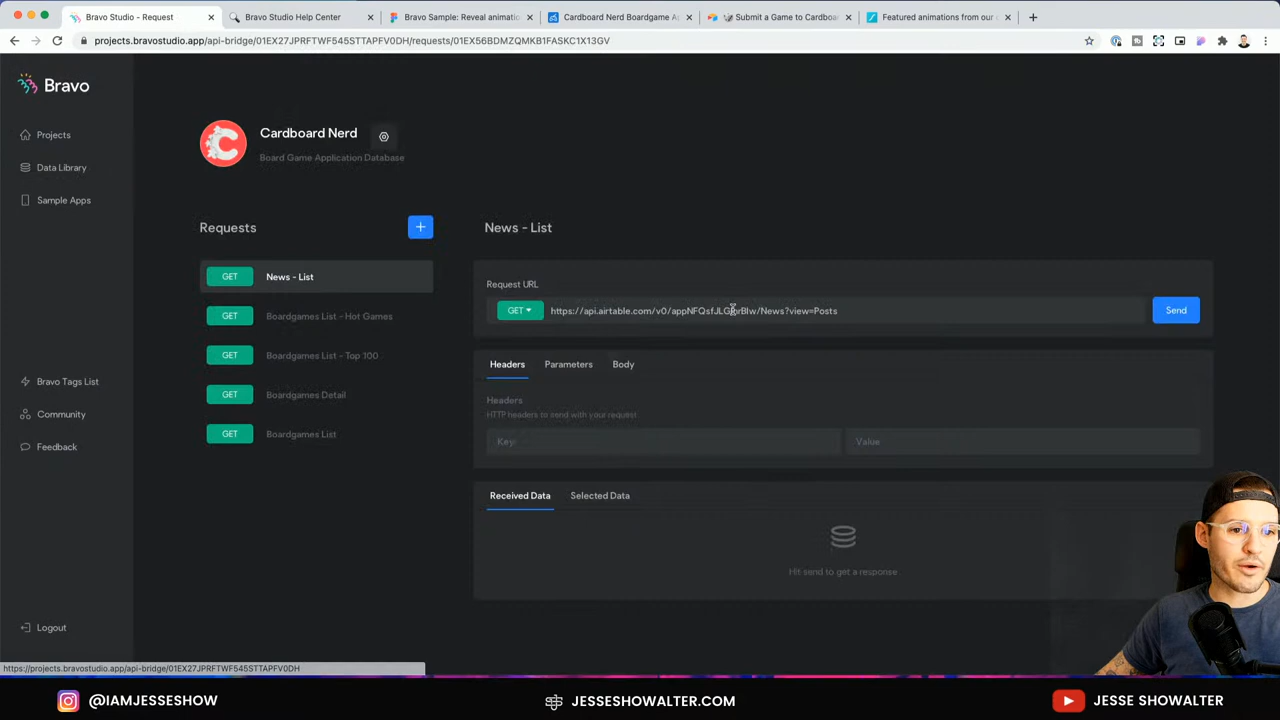 Bravo Studio - Request
Bravo Studio Help Center
Bravo Sample: Reveal animatio
Cardboard Nerd Boardgame A
Submit a Game to Cardboa
Featured animations from our c
projects.bravostudio.app/api-bridge/01EX27JPRFTWF545STTAPFV0DH/requests/01EX56BDMZQMKB1FASKC1X13GV
Bravo
Projects
Data Library
Sample Apps
Bravo Tags List
Community
Feedback
Logout
Cardboard Nerd
Board Game Application Database
Requests
+
GET News - List
GET Boardgames List - Hot Games
GET Boardgames List - Top 100
GET Boardgames Detail
GET Boardgames List
News - List
Request URL
GET
Send
Headers Parameters Body
Headers
HTTP headers to send with your request
Key: Value
Received Data Selected Data
Hit send to get a response
https://projects.bravostudio.app/api-bridge/01EX27JPRFTWF545STTAPFV0DH
@IAMJESSESHOW
JESSESHOWALTER.COM
JESSE SHOWALTER